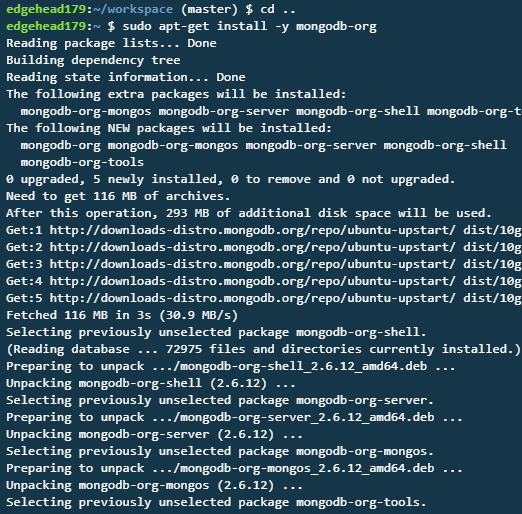 edgehead179:~/workspace (master) $ cd ..
edgehead179:~ $ sudo apt-get install -y mongodb-org
Reading package lists... Done
Building dependency tree
Reading state information... Done
The following extra packages will be installed:
  mongodb-org-mongos mongodb-org-server mongodb-org-shell mongodb-org-t
The following NEW packages will be installed:
  mongodb-org mongodb-org-mongos mongodb-org-server mongodb-org-shell
  mongodb-org-tools
0 upgraded, 5 newly installed, 0 to remove and 0 not upgraded.
Need to get 116 MB of archives.
After this operation, 293 MB of additional disk space will be used.
Get:1 http://downloads-distro.mongodb.org/repo/ubuntu-upstart/ dist/10g
Get:2 http://downloads-distro.mongodb.org/repo/ubuntu-upstart/ dist/10g
Get:3 http://downloads-distro.mongodb.org/repo/ubuntu-upstart/ dist/10g
Get:4 http://downloads-distro.mongodb.org/repo/ubuntu-upstart/ dist/10g
Get:5 http://downloads-distro.mongodb.org/repo/ubuntu-upstart/ dist/10g
Fetched 116 MB in 3s (30.9 MB/s)
Selecting previously unselected package mongodb-org-shell.
(Reading database ... 72975 files and directories currently installed.)
Preparing to unpack .../mongodb-org-shell_2.6.12_amd64.deb ...
Unpacking mongodb-org-shell (2.6.12) ...
Selecting previously unselected package mongodb-org-server.
Preparing to unpack .../mongodb-org-server_2.6.12_amd64.deb ...
Unpacking mongodb-org-server (2.6.12) ...
Selecting previously unselected package mongodb-org-mongos.
Preparing to unpack .../mongodb-org-mongos_2.6.12_amd64.deb ...
Unpacking mongodb-org-mongos (2.6.12) ...
Selecting previously unselected package mongodb-org-tools.